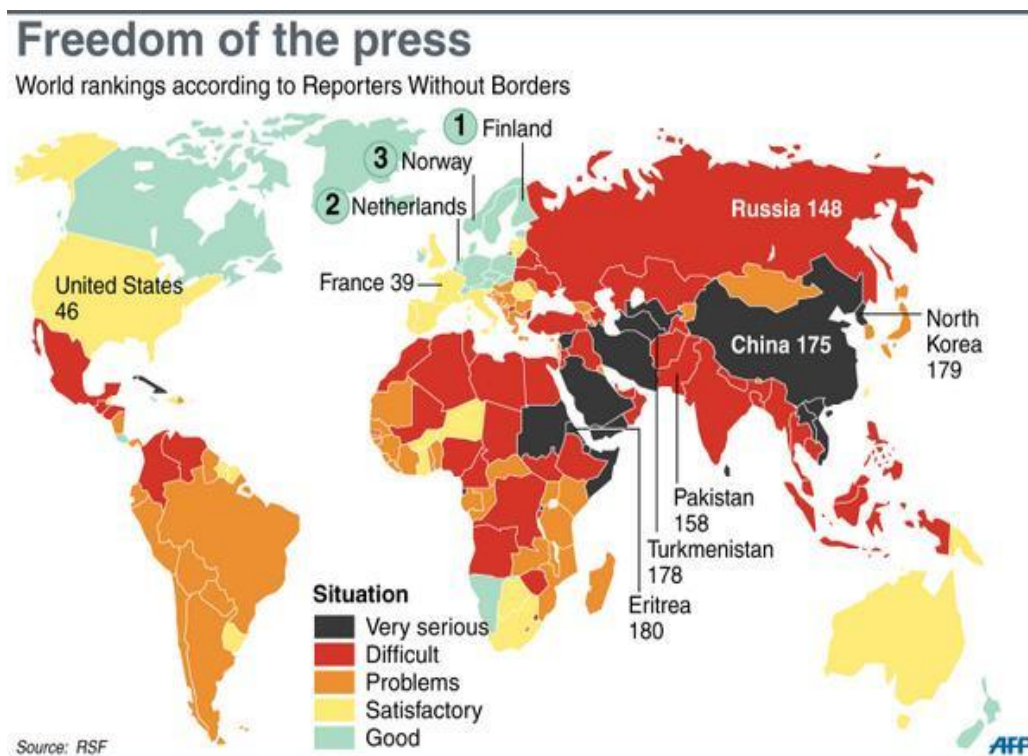 Freedom of the press
World rankings according to Reporters Without Borders
1 Finland
3 Norway
2 Netherlands
Russia 148
United States
46
France 39
China 175
North
Korea
179
Pakistan
158
Turkmenistan
178
Eritrea
180
Situation
Very serious
Difficult
Problems
Satisfactory
Good
Source: RSF
AFP